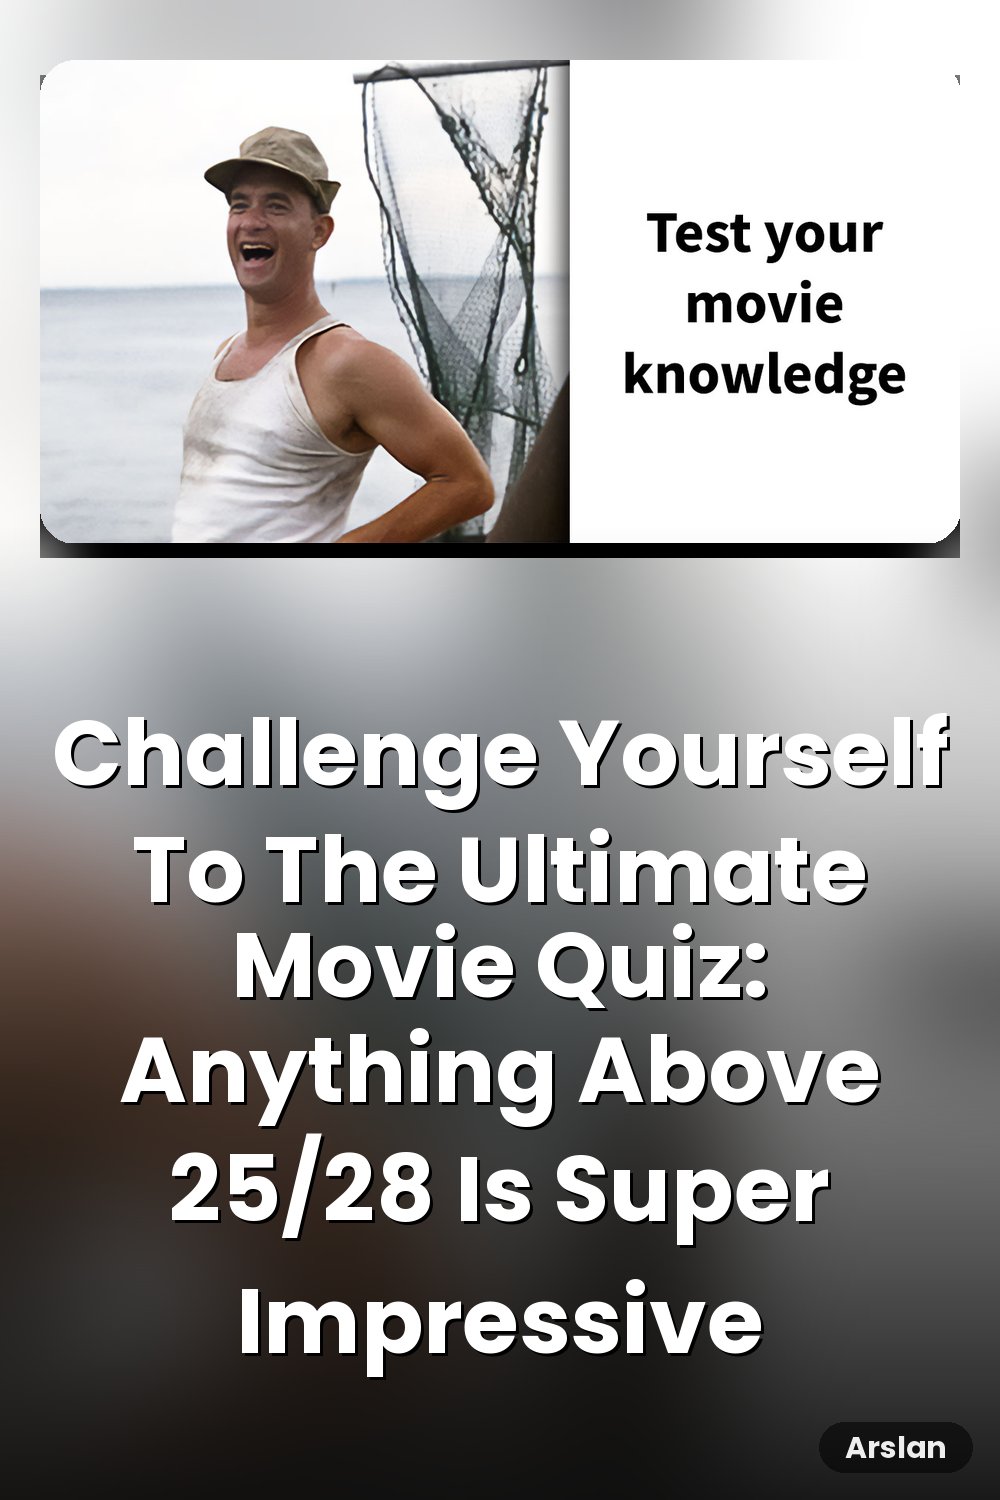 Test your
movie
knowledge
Challenge Yourself
To The Ultimate
Movie Quiz:
Anything Above
25/28 Is Super
Impressive
Arslan